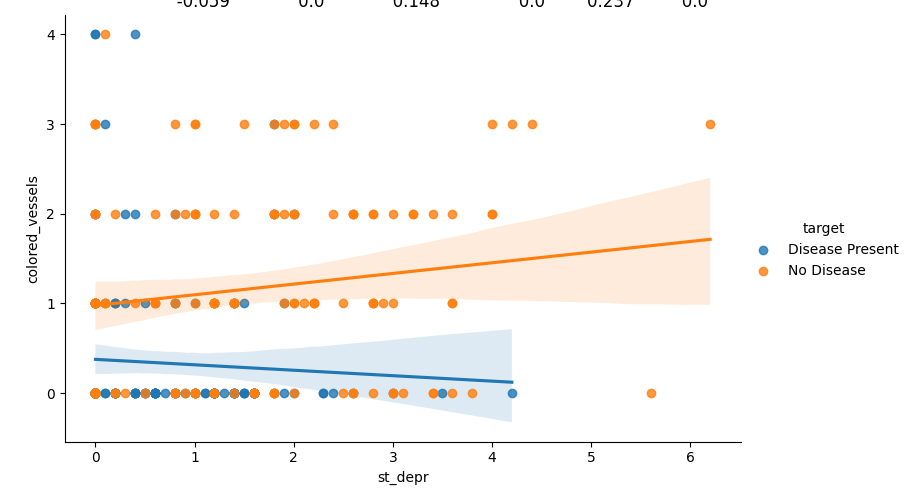 -0.059 0.0 0.148 0.0 0.237 0.0
4
3
2
1
0
colored_vessels
0 1 2 3 4 5 6
st_depr
target
Disease Present
No Disease